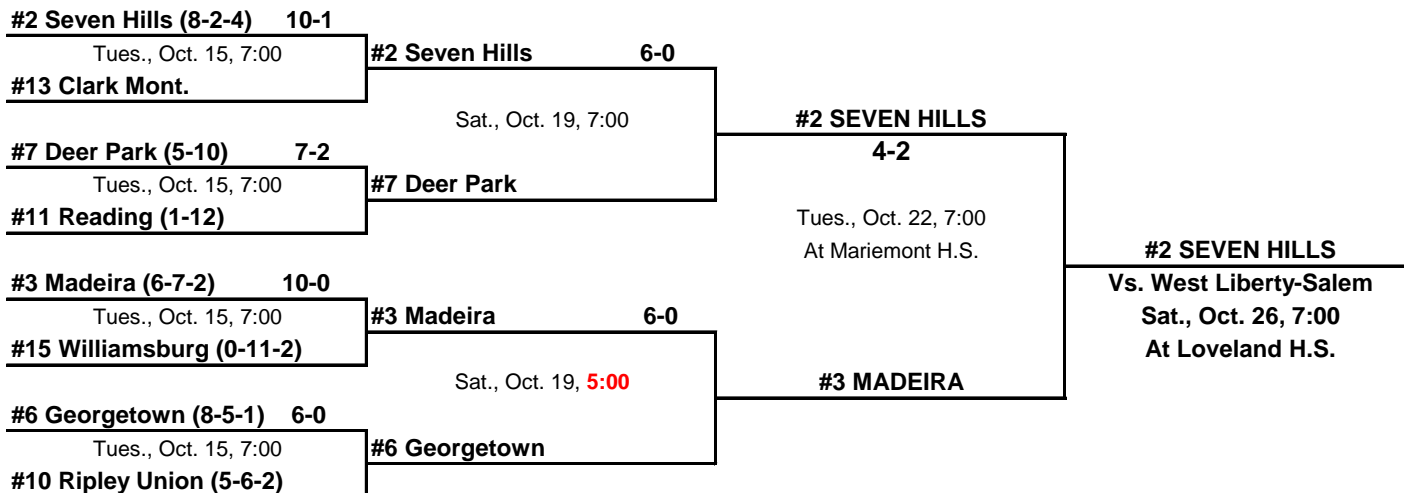 #2 Seven Hills (8-2-4) 10-1
Tues., Oct. 15, 7:00
#13 Clark Mont.
#2 Seven Hills 6-0
Sat., Oct. 19, 7:00
#7 Deer Park (5-10) 7-2
Tues., Oct. 15, 7:00
#11 Reading (1-12)
#7 Deer Park
#2 SEVEN HILLS
4-2
Tues., Oct. 22, 7:00
At Mariemont H.S.
#3 Madeira (6-7-2) 10-0
Tues., Oct. 15, 7:00
#15 Williamsburg (0-11-2)
#3 Madeira 6-0
Sat., Oct. 19, 5:00
#6 Georgetown (8-5-1) 6-0
Tues., Oct. 15, 7:00
#10 Ripley Union (5-6-2)
#6 Georgetown
#3 MADEIRA
#2 SEVEN HILLS
Vs. West Liberty-Salem
Sat., Oct. 26, 7:00
At Loveland H.S.